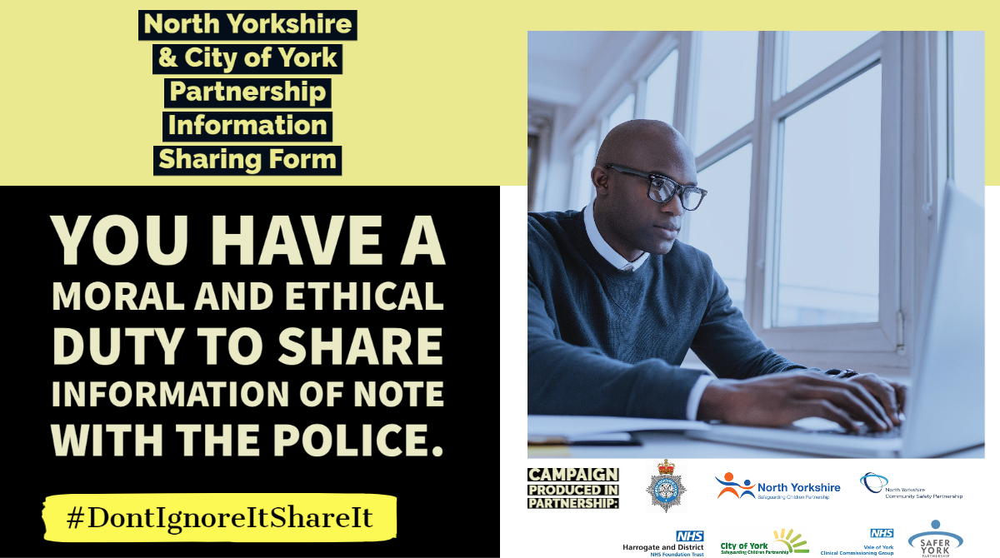 North Yorkshire
& City of York
Partnership
Information
Sharing Form
YOU HAVE A
MORAL AND ETHICAL
DUTY TO SHARE
INFORMATION OF NOTE
WITH THE POLICE.
#DontIgnoreItShareIt
CAMPAIGN
PRODUCED IN
PARTNERSHIP:
North Yorkshire
Safeguarding Children Partnership
North Yorkshire
Community Safety Partnership
NHS
Harrogate and District
NHS Foundation Trust
City of York
Safeguarding Children Partnership
NHS
Vale of York
Clinical Commissioning Group
SAFER
YORK
PARTNERSHIP